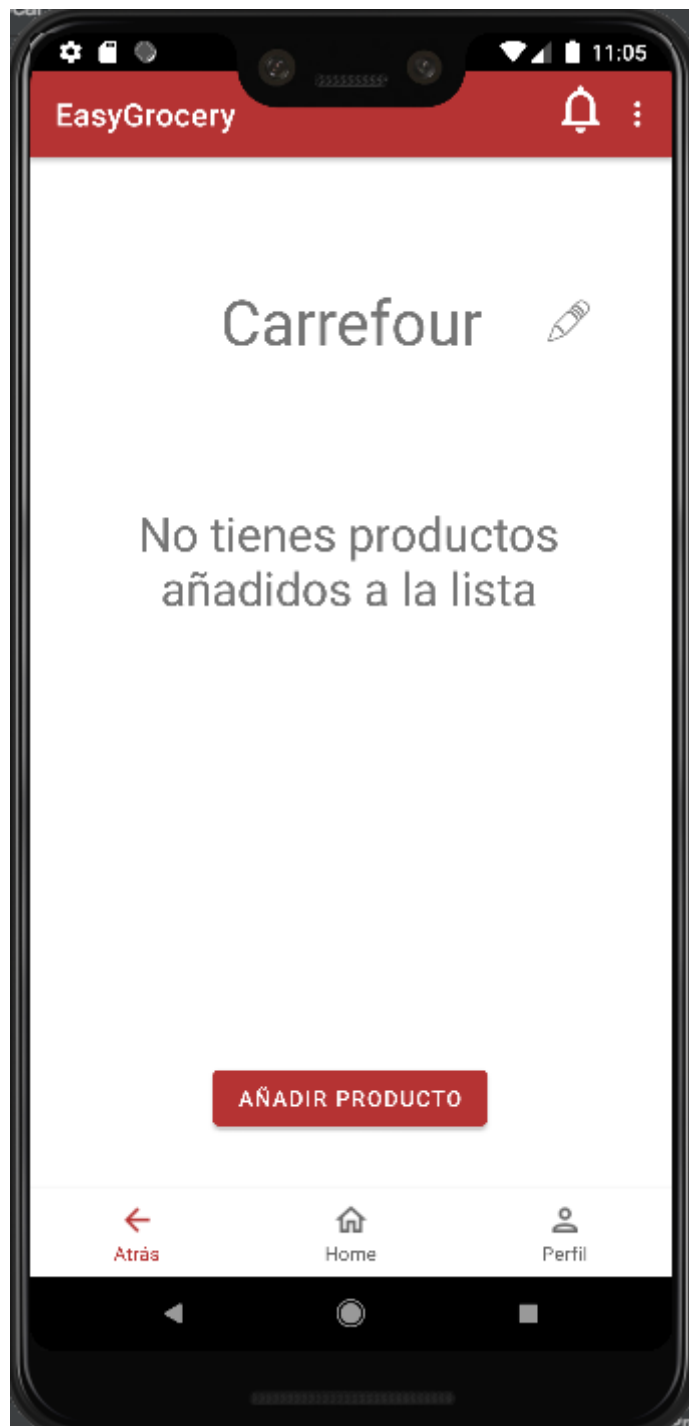 11:05
EasyGrocery
Carrefour
No tienes productos
añadidos a la lista
AÑADIR PRODUCTO
Atrás
Home
Perfil